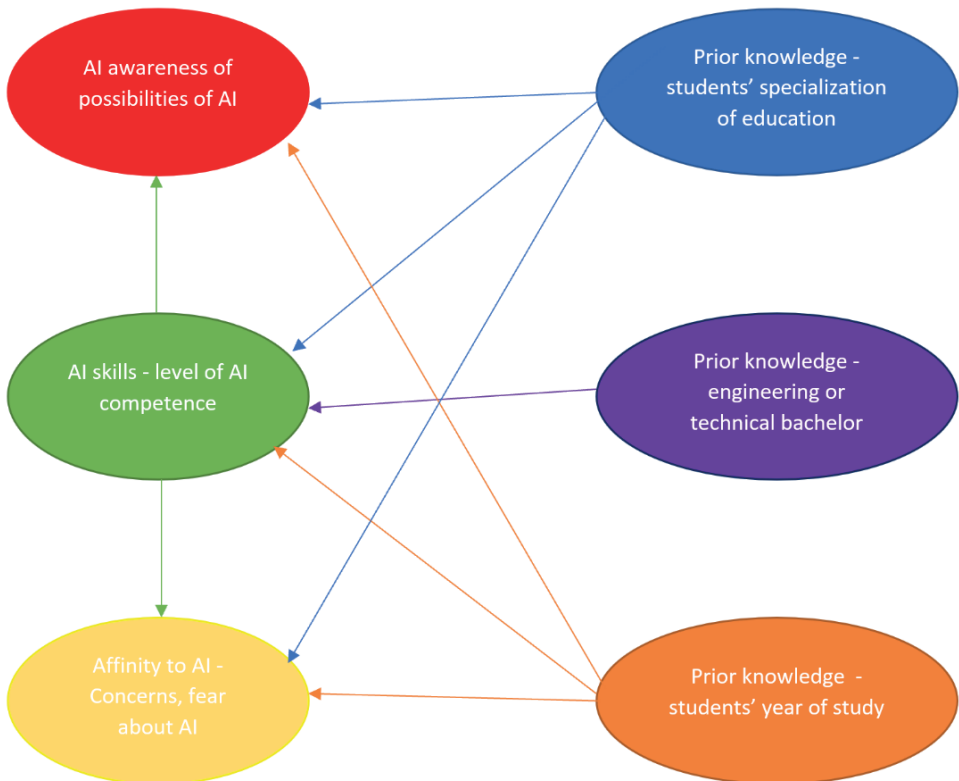 AI awareness of
possibilities of AI
Prior knowledge -
students’ specialization
of education
AI skills - level of AI
competence
Prior knowledge -
engineering or
technical bachelor
Affinity to AI -
Concerns, fear
about AI
Prior knowledge  -
students’ year of study